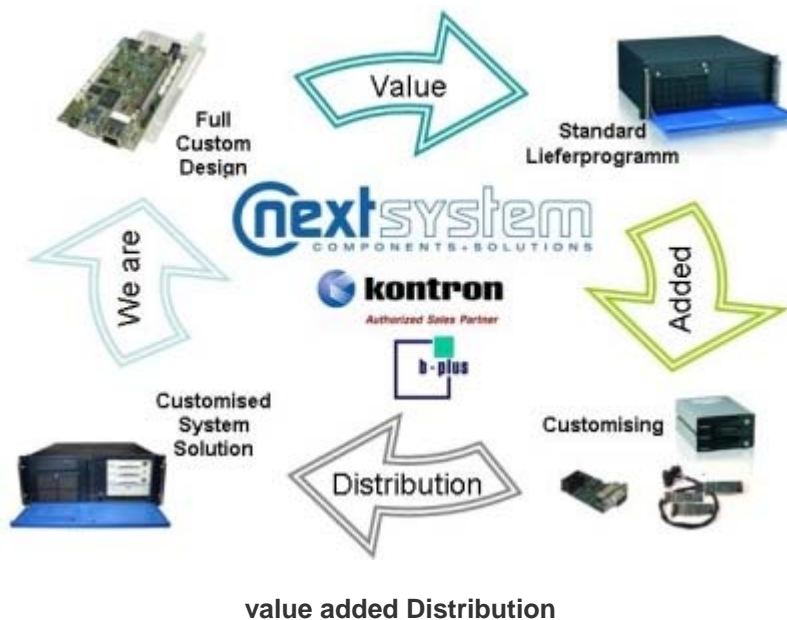 Value
Full
Custom
Design
Standard
Lieferprogramm
nextsystem
COMPONENTS+SOLUTIONS
We are
kontron
Authorized Sales Partner
Added
b-plus
Customised
System
Solution
Customising
Distribution
value added Distribution